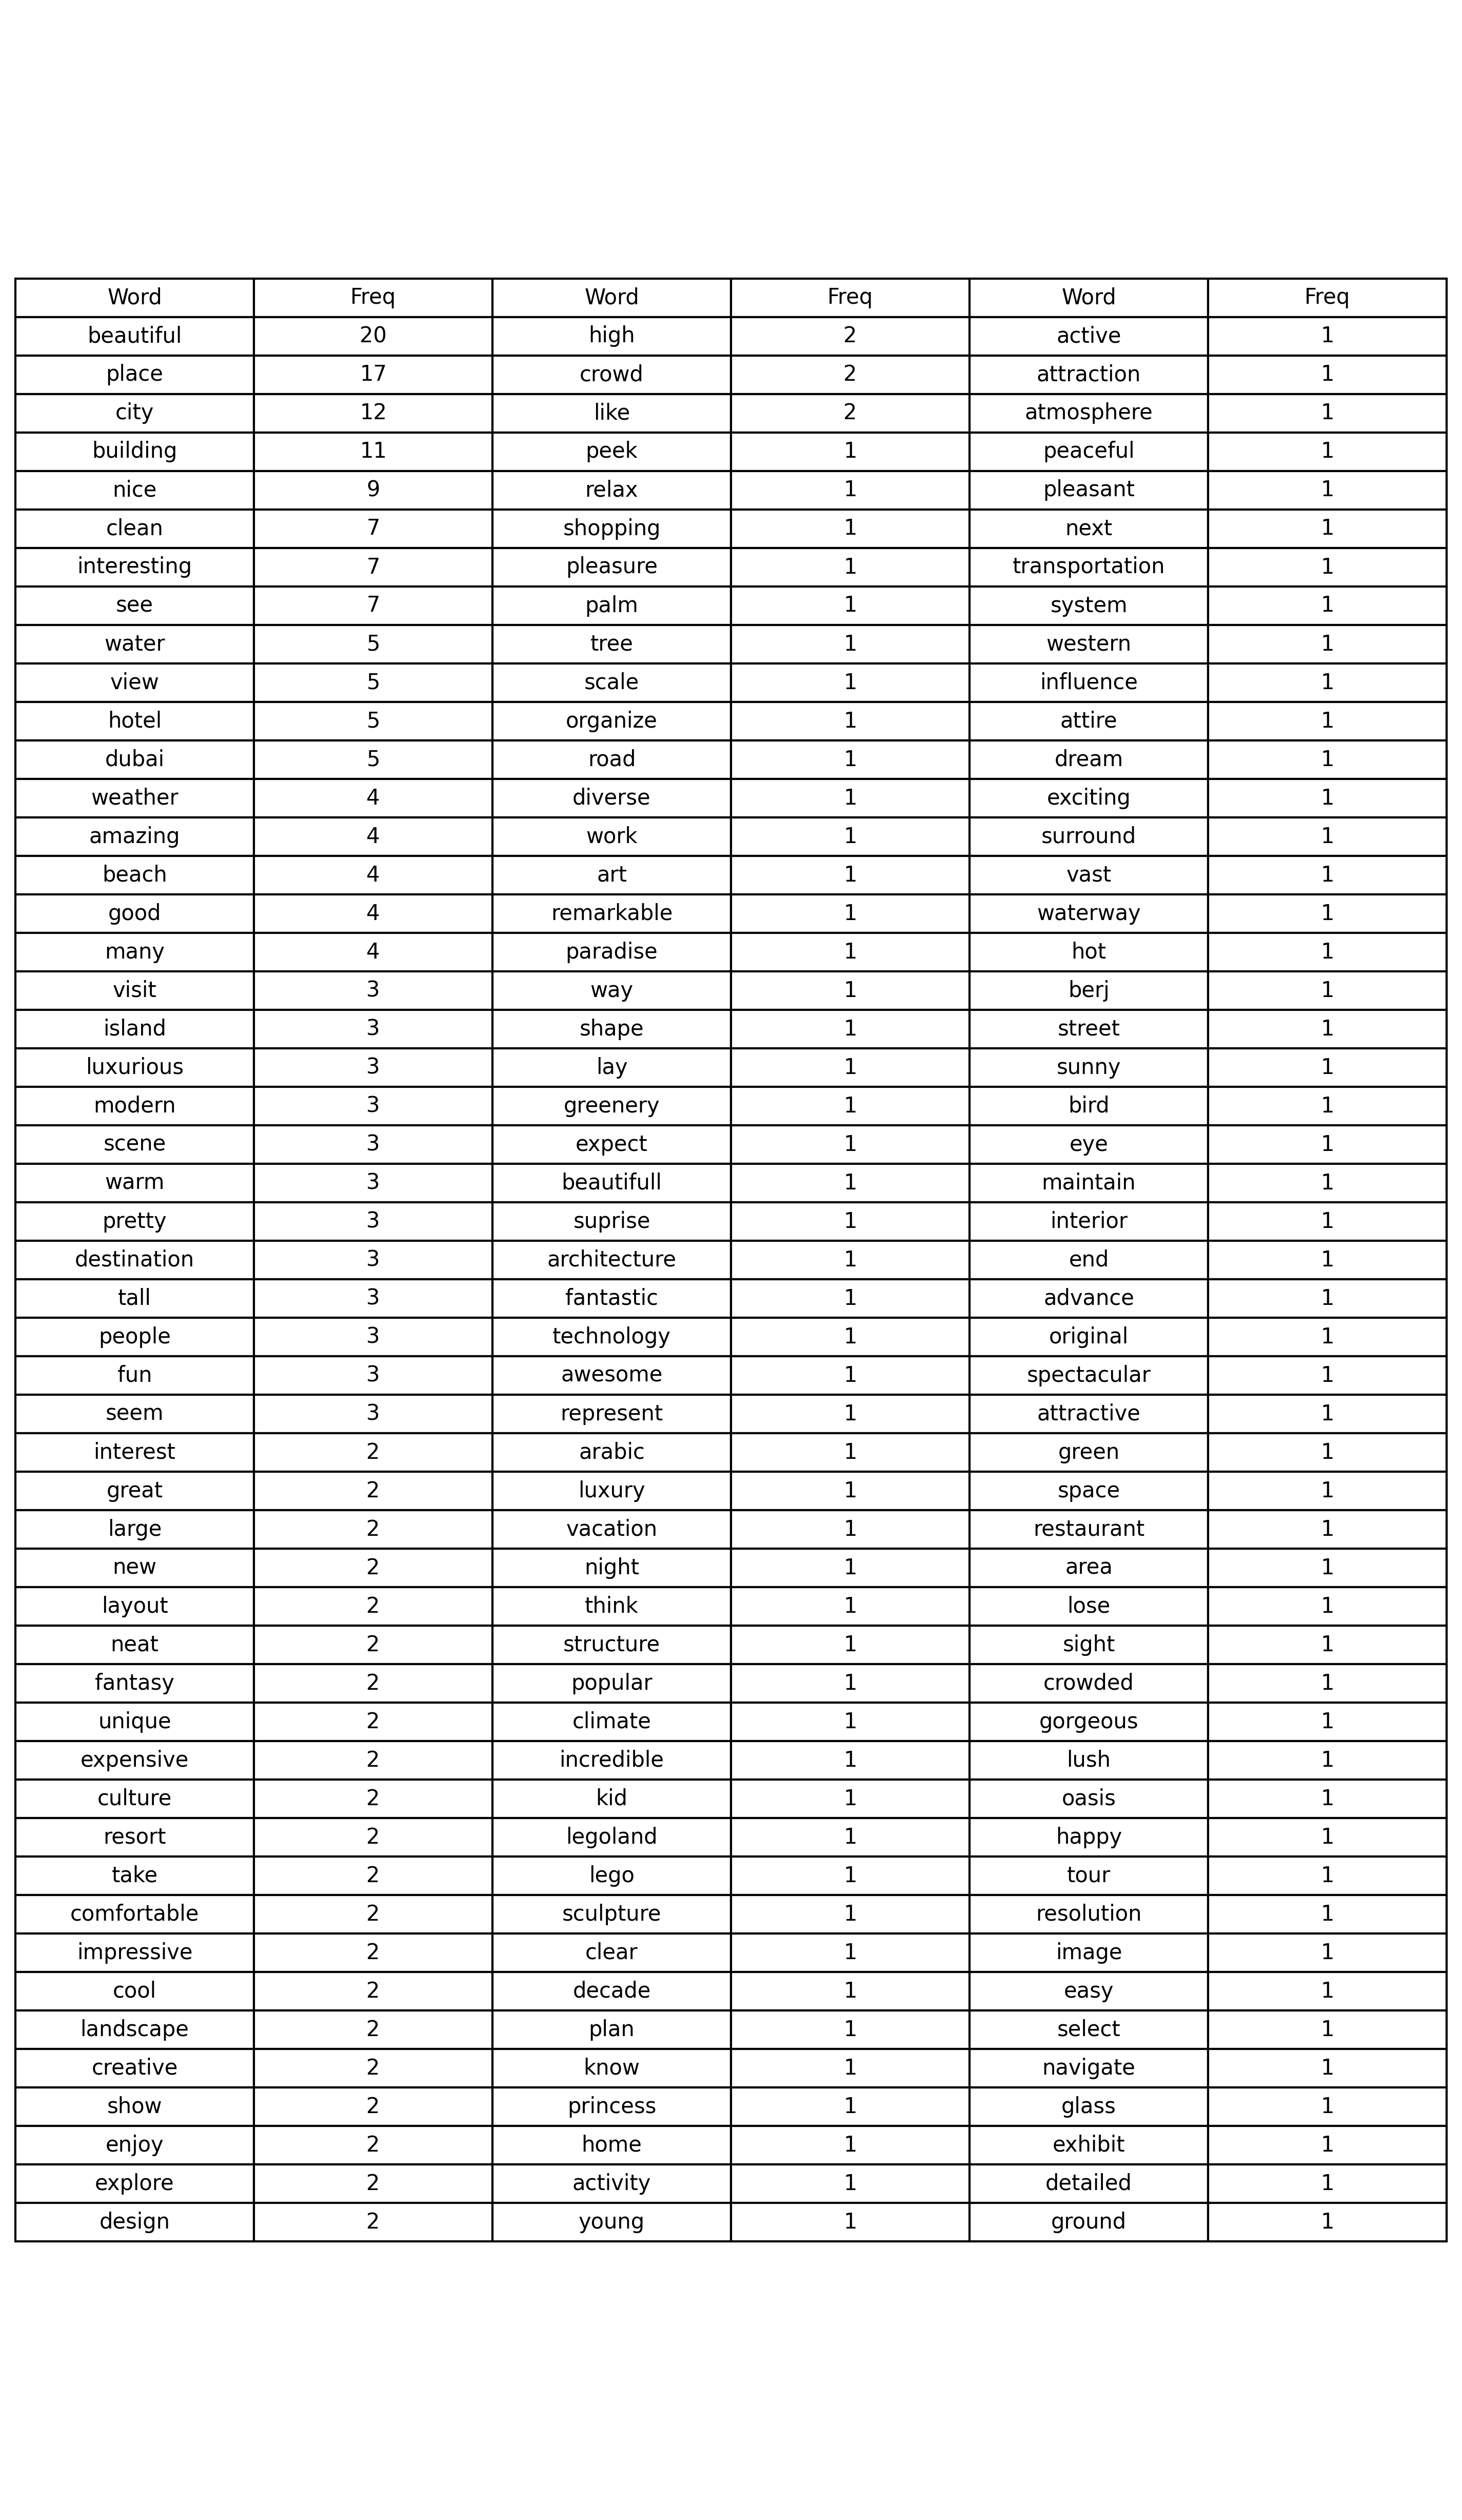 Word Freq Word Freq Word Freq
beautiful 20 high 2 active 1
place 17 crowd 2 attraction 1
city 12 like 2 atmosphere 1
building 11 peek 1 peaceful 1
nice 9 relax 1 pleasant 1
clean 7 shopping 1 next 1
interesting 7 pleasure 1 transportation 1
see 7 palm 1 system 1
water 5 tree 1 western 1
view 5 scale 1 influence 1
hotel 5 organize 1 attire 1
dubai 5 road 1 dream 1
weather 4 diverse 1 exciting 1
amazing 4 work 1 surround 1
beach 4 art 1 vast 1
good 4 remarkable 1 waterway 1
many 4 paradise 1 hot 1
visit 3 way 1 berj 1
island 3 shape 1 street 1
luxurious 3 lay 1 sunny 1
modern 3 greenery 1 bird 1
scene 3 expect 1 eye 1
warm 3 beautifull 1 maintain 1
pretty 3 suprise 1 interior 1
destination 3 architecture 1 end 1
tall 3 fantastic 1 advance 1
people 3 technology 1 original 1
fun 3 awesome 1 spectacular 1
seem 3 represent 1 attractive 1
interest 2 arabic 1 green 1
great 2 luxury 1 space 1
large 2 vacation 1 restaurant 1
new 2 night 1 area 1
layout 2 think 1 lose 1
neat 2 structure 1 sight 1
fantasy 2 popular 1 crowded 1
unique 2 climate 1 gorgeous 1
expensive 2 incredible 1 lush 1
culture 2 kid 1 oasis 1
resort 2 legoland 1 happy 1
take 2 lego 1 tour 1
comfortable 2 sculpture 1 resolution 1
impressive 2 clear 1 image 1
cool 2 decade 1 easy 1
landscape 2 plan 1 select 1
creative 2 know 1 navigate 1
show 2 princess 1 glass 1
enjoy 2 home 1 exhibit 1
explore 2 activity 1 detailed 1
design 2 young 1 ground 1